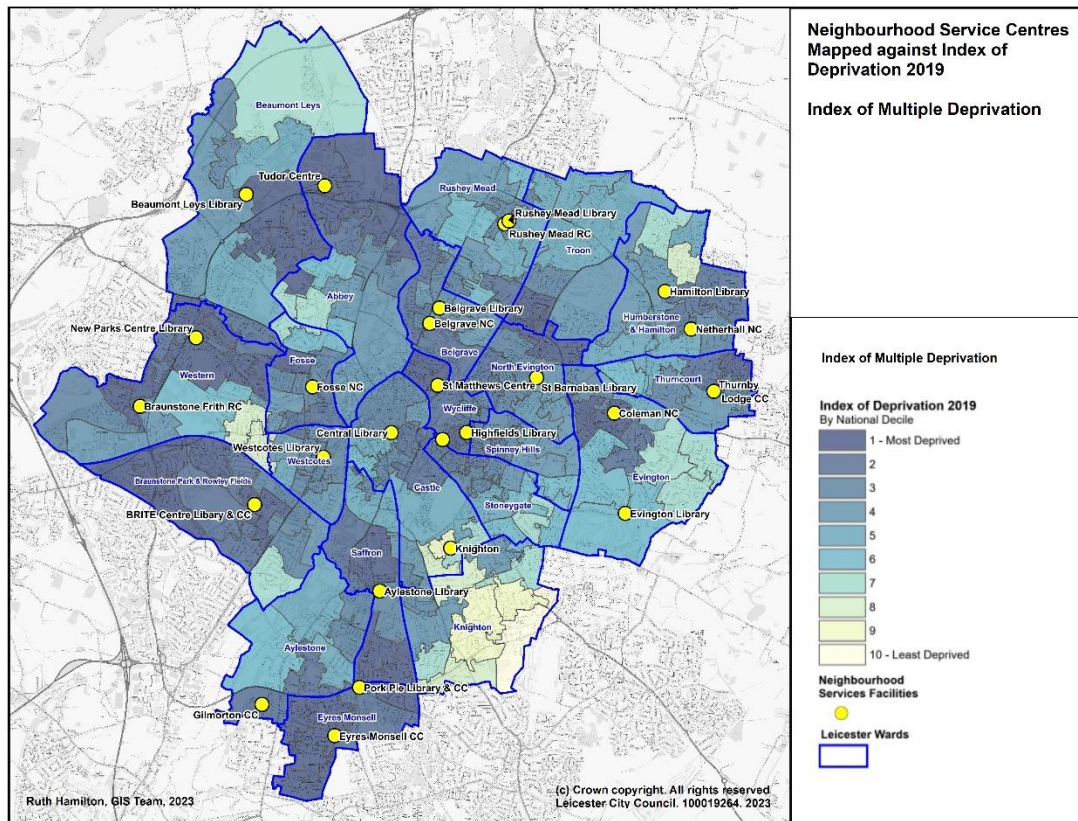 Neighbourhood Service Centres
Mapped against Index of
Deprivation 2019
Index of Multiple Deprivation
Beaumont Leys
Tudor Centre
Beaumont Leys Library
Rushey Mead
Rushey Mead Library
Rushey Mead RC
Troon
Abbey
Hamilton Library
Belgrave Library
Belgrave NC
Humberstone
& Hamilton
Netherhall NC
New Parks Centre Library
Belgrave
Fosse
North Evington
Western
Fosse NC
St Matthews Centre
St Barnabas Library
Thurncourt
Thurnby
Lodge CC
Braunstone Frith RC
Wycliffe
Coleman NC
Central Library
Highfields Library
Westcotes Library
Westcotes
Spinney Hills
Evington
Braunstone Park & Rowley Fields
Castle
Stoneygate
BRITE Centre Libary & CC
Evington Library
Saffron
Knighton
Aylestone Library
Knighton
Aylestone
Pork Pie Library & CC
Gilmorton CC
Eyres Monsell
Eyres Monsell CC
Ruth Hamilton, GIS Team, 2023
(c) Crown copyright. All rights reserved
Leicester City Council. 100019264. 2023
Index of Multiple Deprivation
Index of Deprivation 2019
By National Decile
1 - Most Deprived
2
3
4
5
6
7
8
9
10 - Least Deprived
Neighbourhood
Services Facilities
Leicester Wards